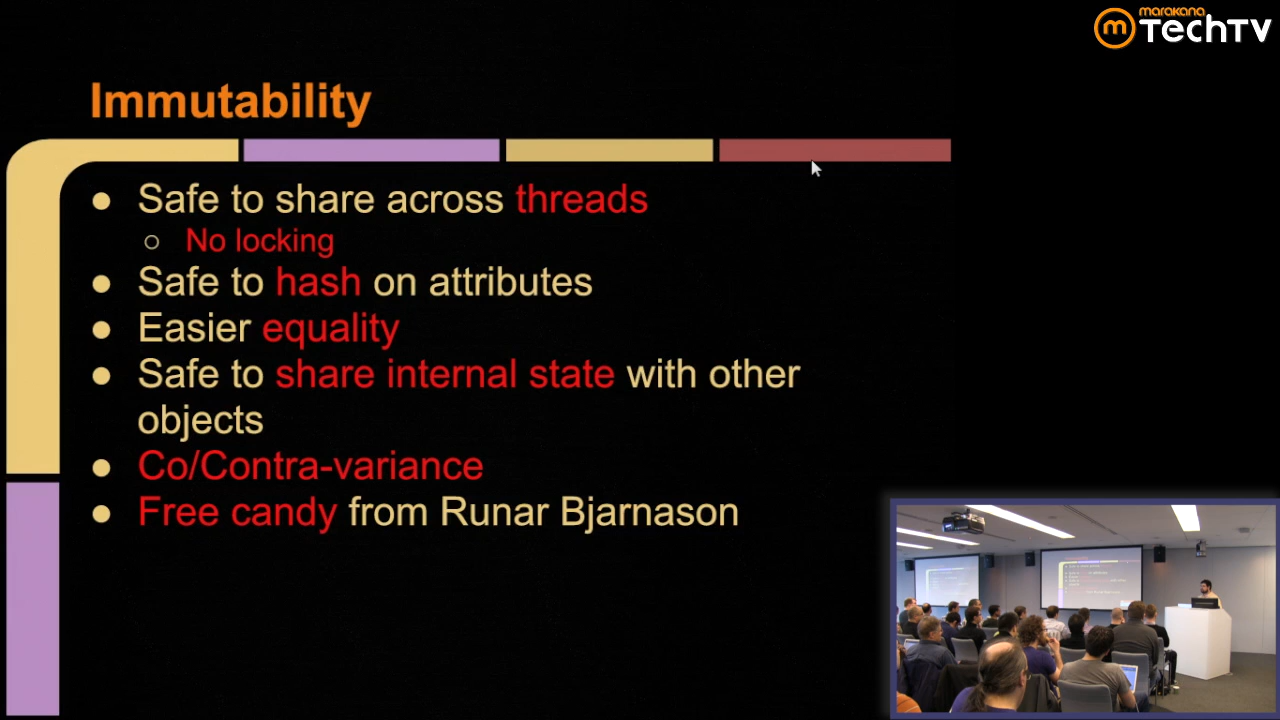 marakana
TechTV
Immutability
Safe to share across threads
No locking
Safe to hash on attributes
Easier equality
Safe to share internal state with other
objects
Co/Contra-variance
Free candy from Runar Bjarnason